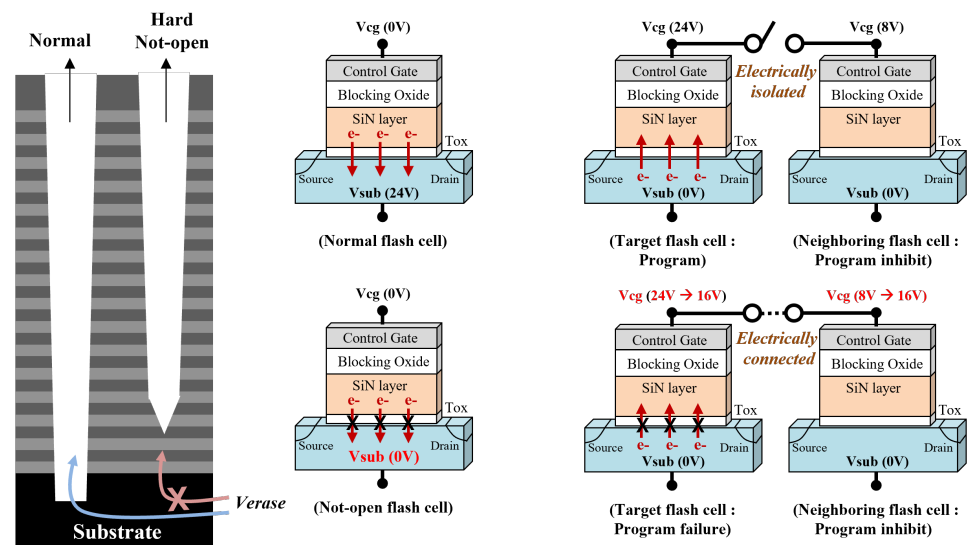 Normal
Hard
Not-open
Verase
Substrate
Vcg (0V)
Control Gate
Blocking Oxide
SiN layer
e- e- e-
Tox
Source
Drain
Vsub (24V)
(Normal flash cell)
Vcg (0V)
Control Gate
Blocking Oxide
SiN layer
e- e- e-
Tox
X X X
Source
Drain
Vsub (0V)
(Not-open flash cell)
Vcg (24V)
Control Gate
Blocking Oxide
SiN layer
Tox
Source
Drain
e- e- e-
Vsub (0V)
(Target flash cell :
Program)
Electrically
isolated
Vcg (8V)
Control Gate
Blocking Oxide
SiN layer
Tox
Source
Drain
Vsub (0V)
(Neighboring flash cell :
Program inhibit)
Vcg (24V → 16V)
Control Gate
Blocking Oxide
SiN layer
Tox
X X X
Source
Drain
e- e- e-
Vsub (0V)
(Target flash cell :
Program failure)
Electrically
connected
Vcg (8V → 16V)
Control Gate
Blocking Oxide
SiN layer
Tox
Source
Drain
Vsub (0V)
(Neighboring flash cell :
Program inhibit)